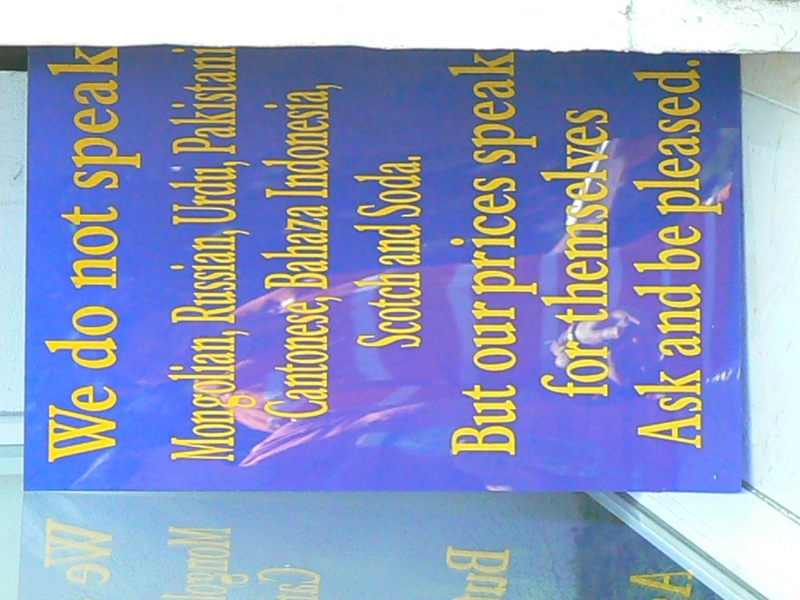 We do not speak
Mongolian, Russian, Urdu, Pakistani
Cantonese, Bahaza Indonesia,
Scotch and Soda.
But our prices speak
for themselves
Ask and be pleased.